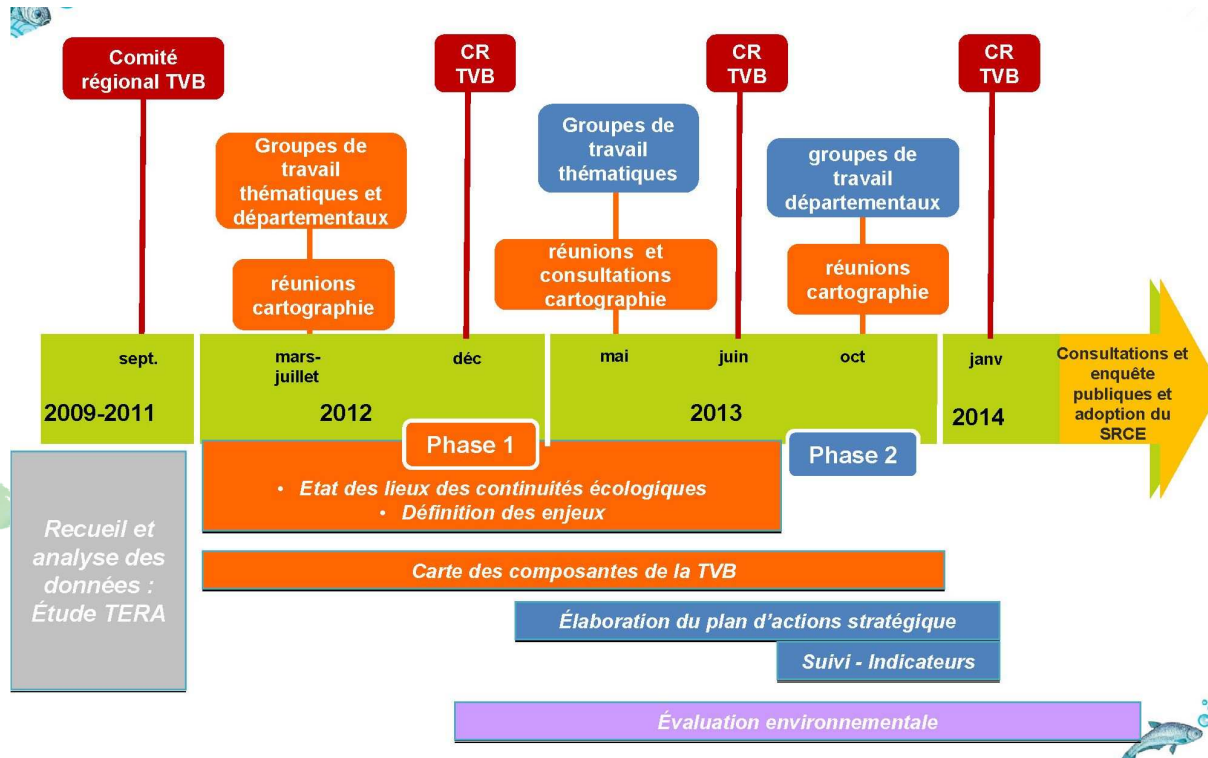 Comité
régional TVB
CR
TVB
CR
TVB
CR
TVB
Groupes de
travail
thématiques et
départementaux
Groupes de
travail
thématiques
groupes de
travail
départementaux
réunions
cartographie
réunions et
consultations
cartographie
réunions
cartographie
sept.
mars-
juillet
déc
mai
juin
oct
janv
2009-2011
2012
2013
2014
Consultations et
enquête
publiques et
adoption du
SRCE
Phase 1
Phase 2
• Etat des lieux des continuités écologiques
• Définition des enjeux
Recueil et
analyse des
données :
Étude TERA
Carte des composantes de la TVB
Élaboration du plan d'actions stratégique
Suivi - Indicateurs
Évaluation environnementale